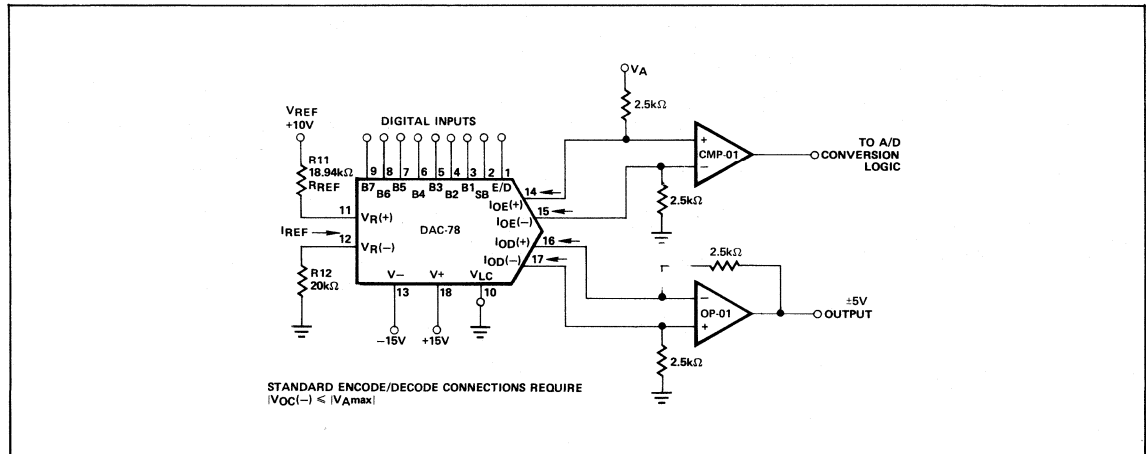 VA
2.5kΩ
VREF
+10V
DIGITAL INPUTS
R11
18.94kΩ
RREF
9 8 7 6 5 4 3 2 1
B7 B6 B5 B4 B3 B2 B1 SB E/D
+
CMP-01
−
TO A/D
CONVERSION
LOGIC
14
IOE(+)
15
IOE(−)
2.5kΩ
11
VR(+)
DAC-78
IREF
12
VR(−)
16
IOD(+)
17
IOD(−)
2.5kΩ
R12
20kΩ
V− V+ VLC
13 18 10
−15V +15V
−
OP-01
+
±5V
OUTPUT
2.5kΩ
STANDARD ENCODE/DECODE CONNECTIONS REQUIRE
|VOC(−) ⩽ |VAmax|